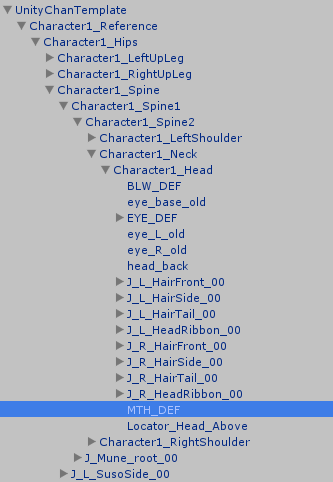 UnityChanTemplate
Character1_Reference
Character1_Hips
Character1_LeftUpLeg
Character1_RightUpLeg
Character1_Spine
Character1_Spine1
Character1_Spine2
Character1_LeftShoulder
Character1_Neck
Character1_Head
BLW_DEF
eye_base_old
EYE_DEF
eye_L_old
eye_R_old
head_back
J_L_HairFront_00
J_L_HairSide_00
J_L_HairTail_00
J_L_HeadRibbon_00
J_R_HairFront_00
J_R_HairSide_00
J_R_HairTail_00
J_R_HeadRibbon_00
MTH_DEF
Locator_Head_Above
Character1_RightShoulder
J_Mune_root_00
J_L_SusoSide_00